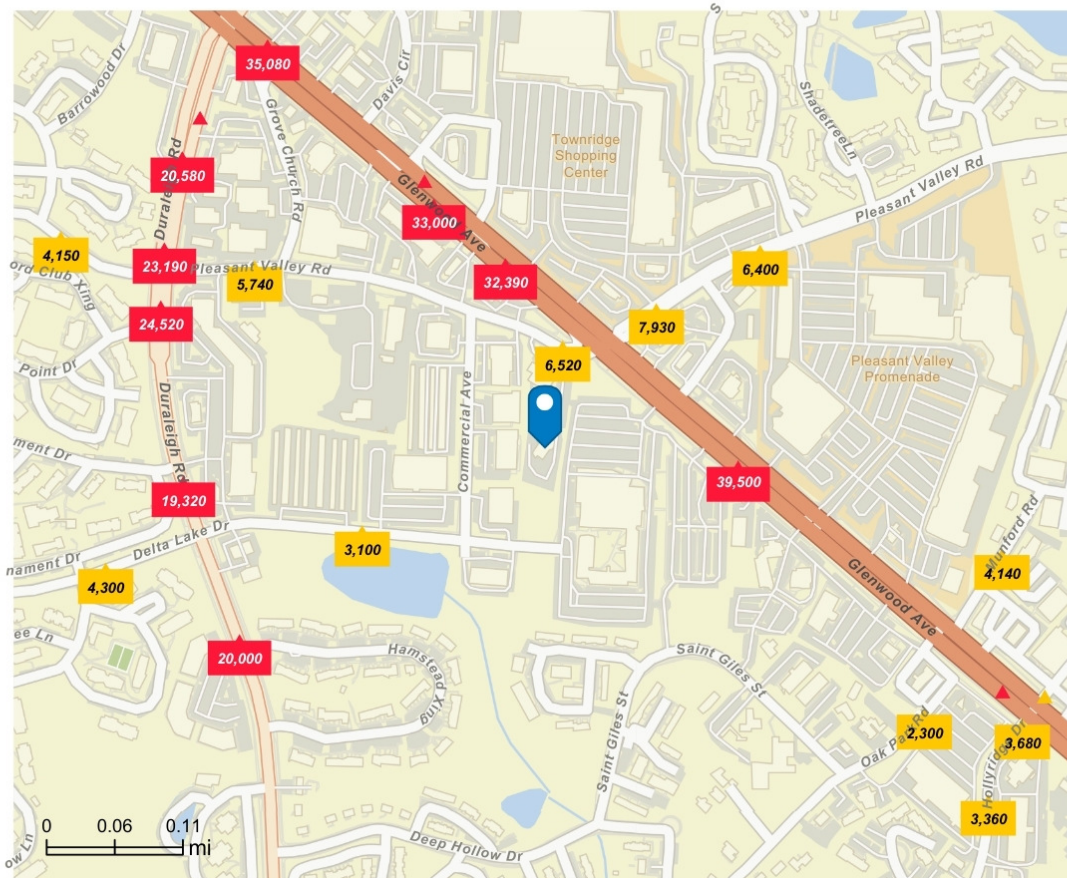 S
35,080
Barrowood Dr
Davis Cir
Grove Church Rd
Shadetree Ln
Townridge
Shopping
Center
20,580
Duraleigh Rd
Glenwood Ave
33,000
Pleasant Valley Rd
4,150
23,190
Pleasant Valley Rd
5,740
32,390
6,400
ord Club Xing
24,520
7,930
Point Dr
6,520
Pleasant Valley
Promenade
Commercial Ave
Duraleigh Rd
ment Dr
39,500
19,320
Delta Lake Dr
3,100
Munford Rd
nament Dr
4,300
4,140
Glenwood Ave
ee Ln
20,000
Hamstead
Xing
Saint Giles St
Saint Giles St
Oak Park Rd
2,300
3,680
Hollyridge Dr
3,360
0 0.06 0.11
mi
Deep Hollow Dr
ow Ln